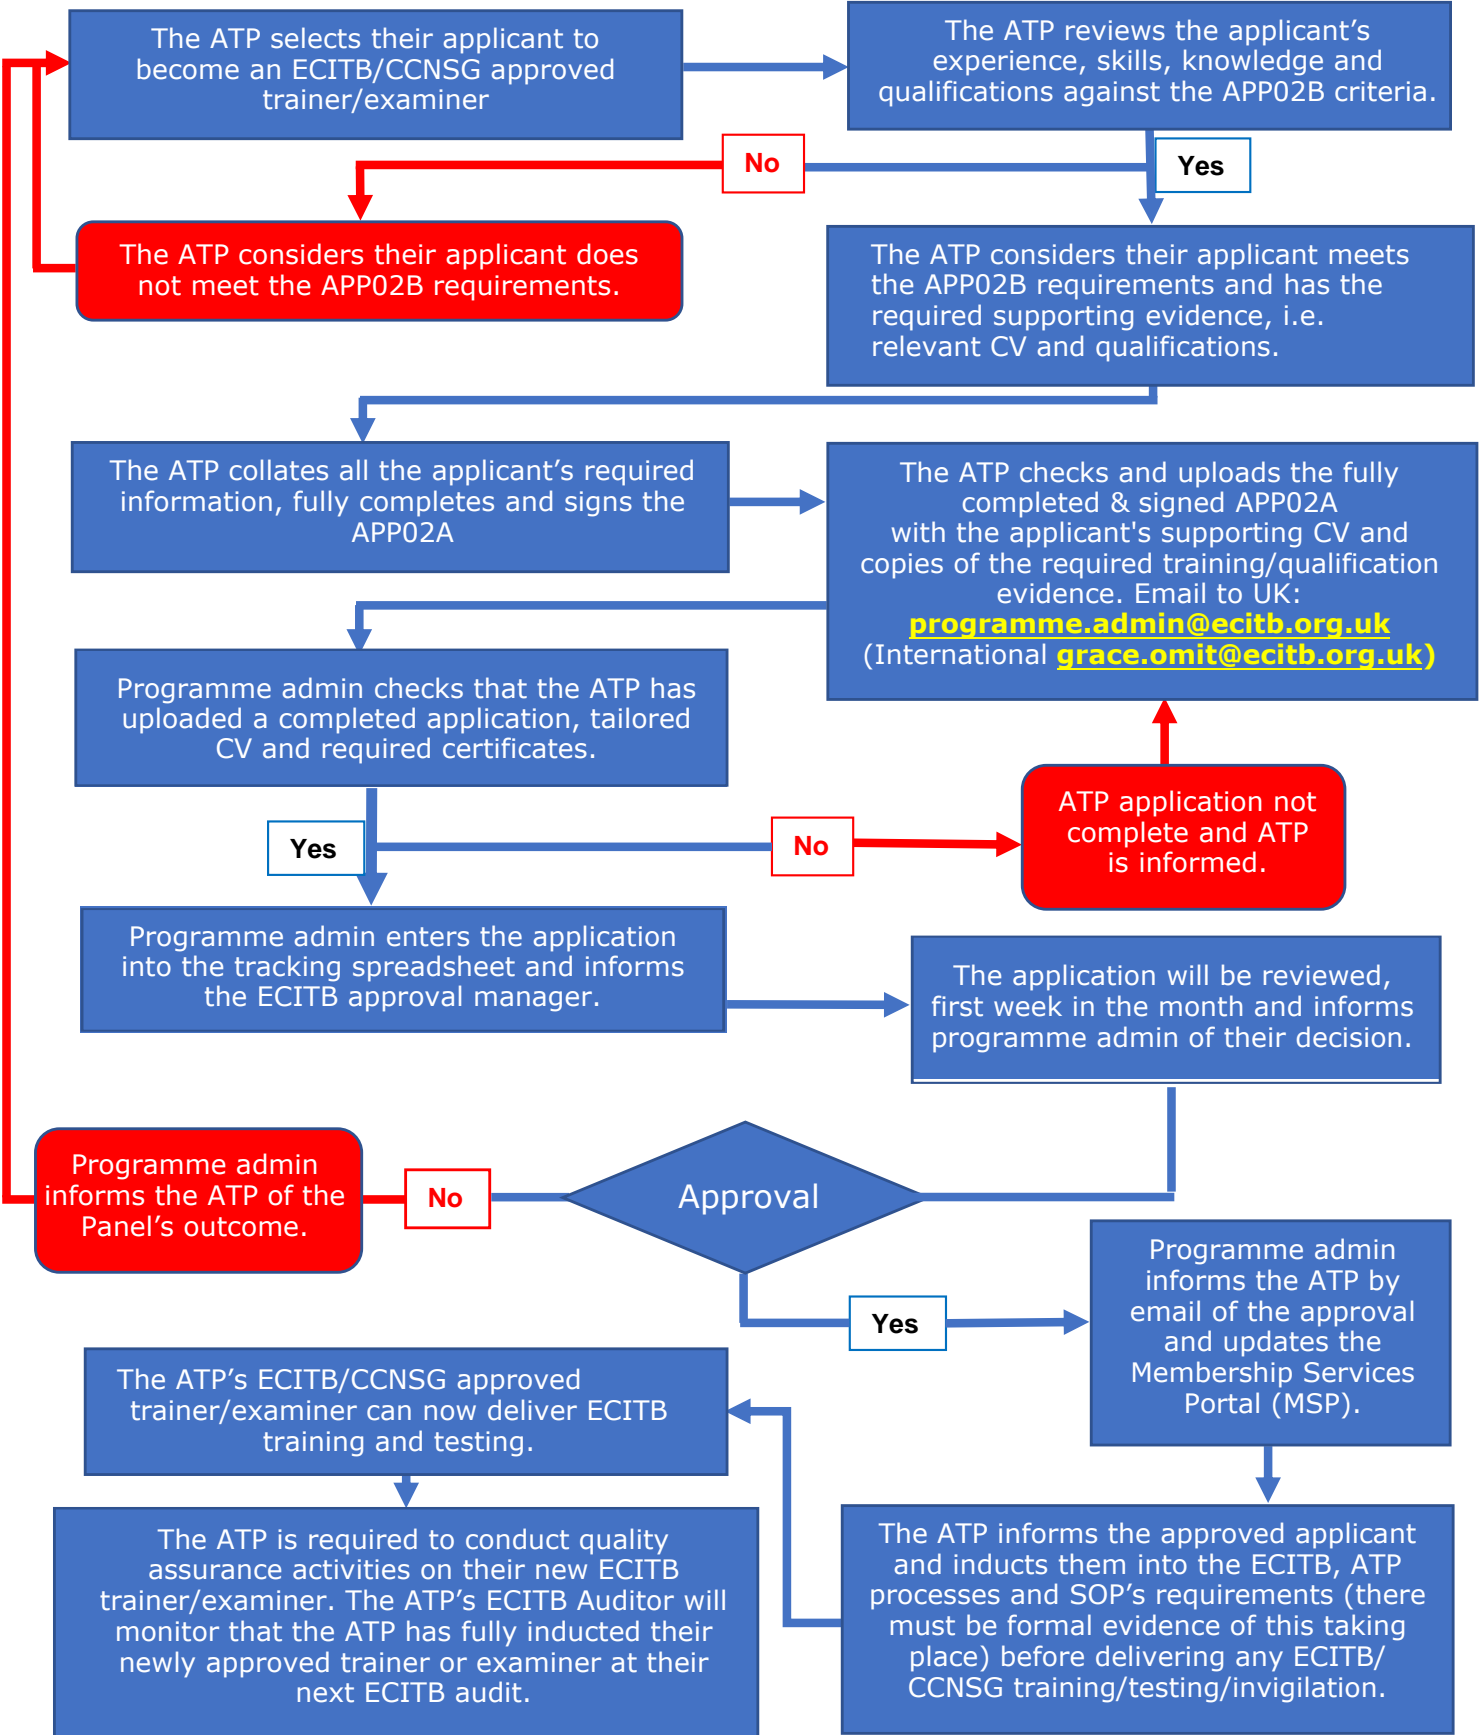 The ATP selects their applicant to
become an ECITB/CCNSG approved
trainer/examiner
The ATP reviews the applicant’s
experience, skills, knowledge and
qualifications against the APP02B criteria.
No
Yes
The ATP considers their applicant does
not meet the APP02B requirements.
The ATP considers their applicant meets
the APP02B requirements and has the
required supporting evidence, i.e.
relevant CV and qualifications.
The ATP collates all the applicant’s required
information, fully completes and signs the
APP02A
The ATP checks and uploads the fully
completed & signed APP02A
with the applicant's supporting CV and
copies of the required training/qualification
evidence. Email to UK:
programme.admin@ecitb.org.uk
(International grace.omit@ecitb.org.uk)
Programme admin checks that the ATP has
uploaded a completed application, tailored
CV and required certificates.
Yes
No
ATP application not
complete and ATP
is informed.
Programme admin enters the application
into the tracking spreadsheet and informs
the ECITB approval manager.
The application will be reviewed,
first week in the month and informs
programme admin of their decision.
Programme admin
informs the ATP of the
Panel’s outcome.
No
Approval
Yes
Programme admin
informs the ATP by
email of the approval
and updates the
Membership Services
Portal (MSP).
The ATP’s ECITB/CCNSG approved
trainer/examiner can now deliver ECITB
training and testing.
The ATP is required to conduct quality
assurance activities on their new ECITB
trainer/examiner. The ATP’s ECITB Auditor will
monitor that the ATP has fully inducted their
newly approved trainer or examiner at their
next ECITB audit.
The ATP informs the approved applicant
and inducts them into the ECITB, ATP
processes and SOP’s requirements (there
must be formal evidence of this taking
place) before delivering any ECITB/
CCNSG training/testing/invigilation.